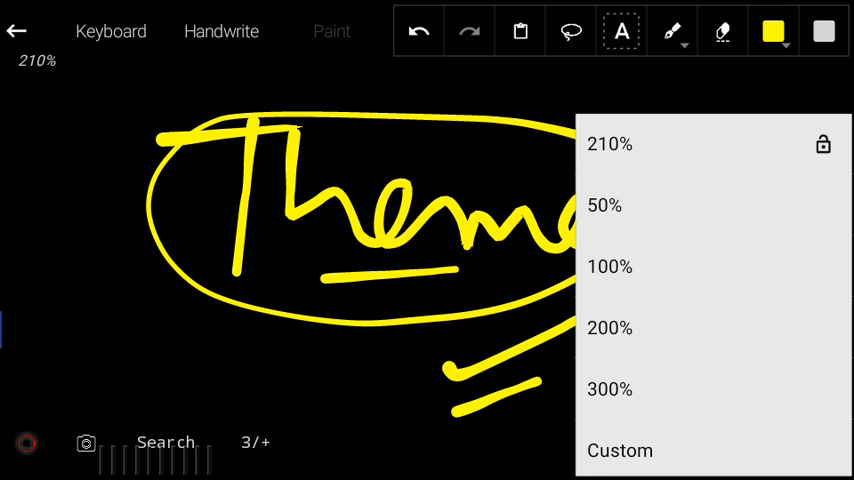 Keyboard Handwrite Paint
A
210%
Theme
210%
50%
100%
200%
300%
Custom
Search 3/+